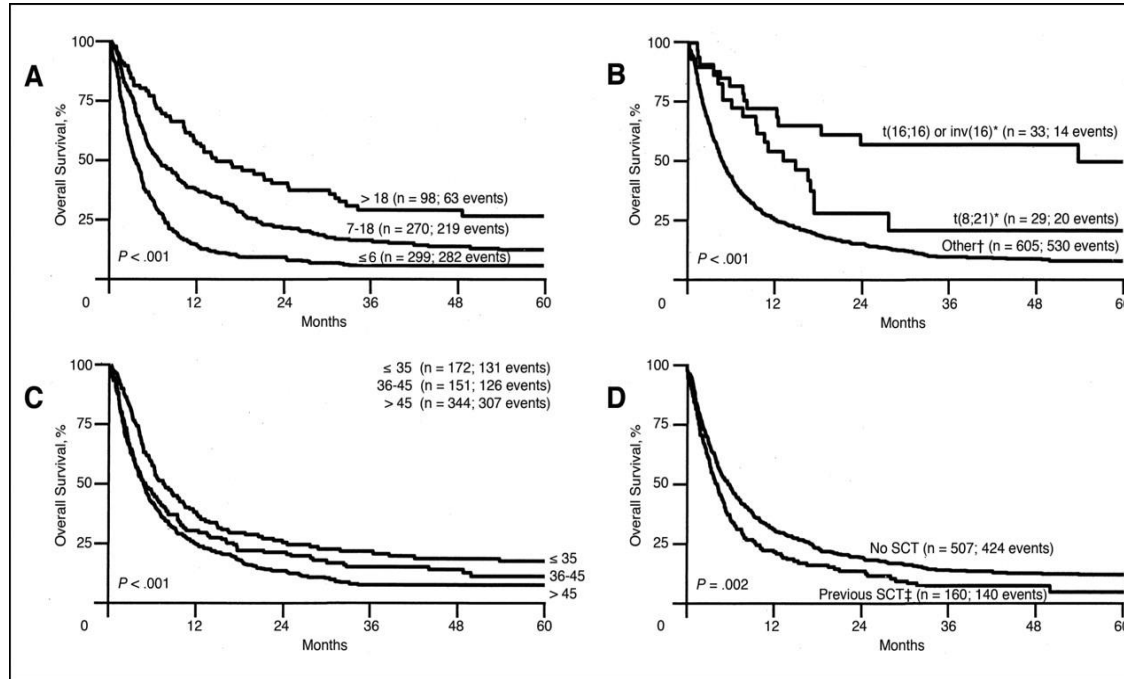 A
Overall Survival, %
100
75
50
25
0
12
24
36
48
60
Months
> 18 (n = 98; 63 events)
7-18 (n = 270; 219 events)
≤ 6 (n = 299; 282 events)
P < .001
B
Overall Survival, %
100
75
50
25
0
12
24
36
48
60
Months
t(16;16) or inv(16)* (n = 33; 14 events)
t(8;21)* (n = 29; 20 events)
Other† (n = 605; 530 events)
P < .001
C
Overall Survival, %
100
75
50
25
0
12
24
36
48
60
Months
≤ 35 (n = 172; 131 events)
36-45 (n = 151; 126 events)
> 45 (n = 344; 307 events)
≤ 35
36-45
> 45
P < .001
D
Overall Survival, %
100
75
50
25
0
12
24
36
48
60
Months
No SCT (n = 507; 424 events)
Previous SCT‡ (n = 160; 140 events)
P = .002